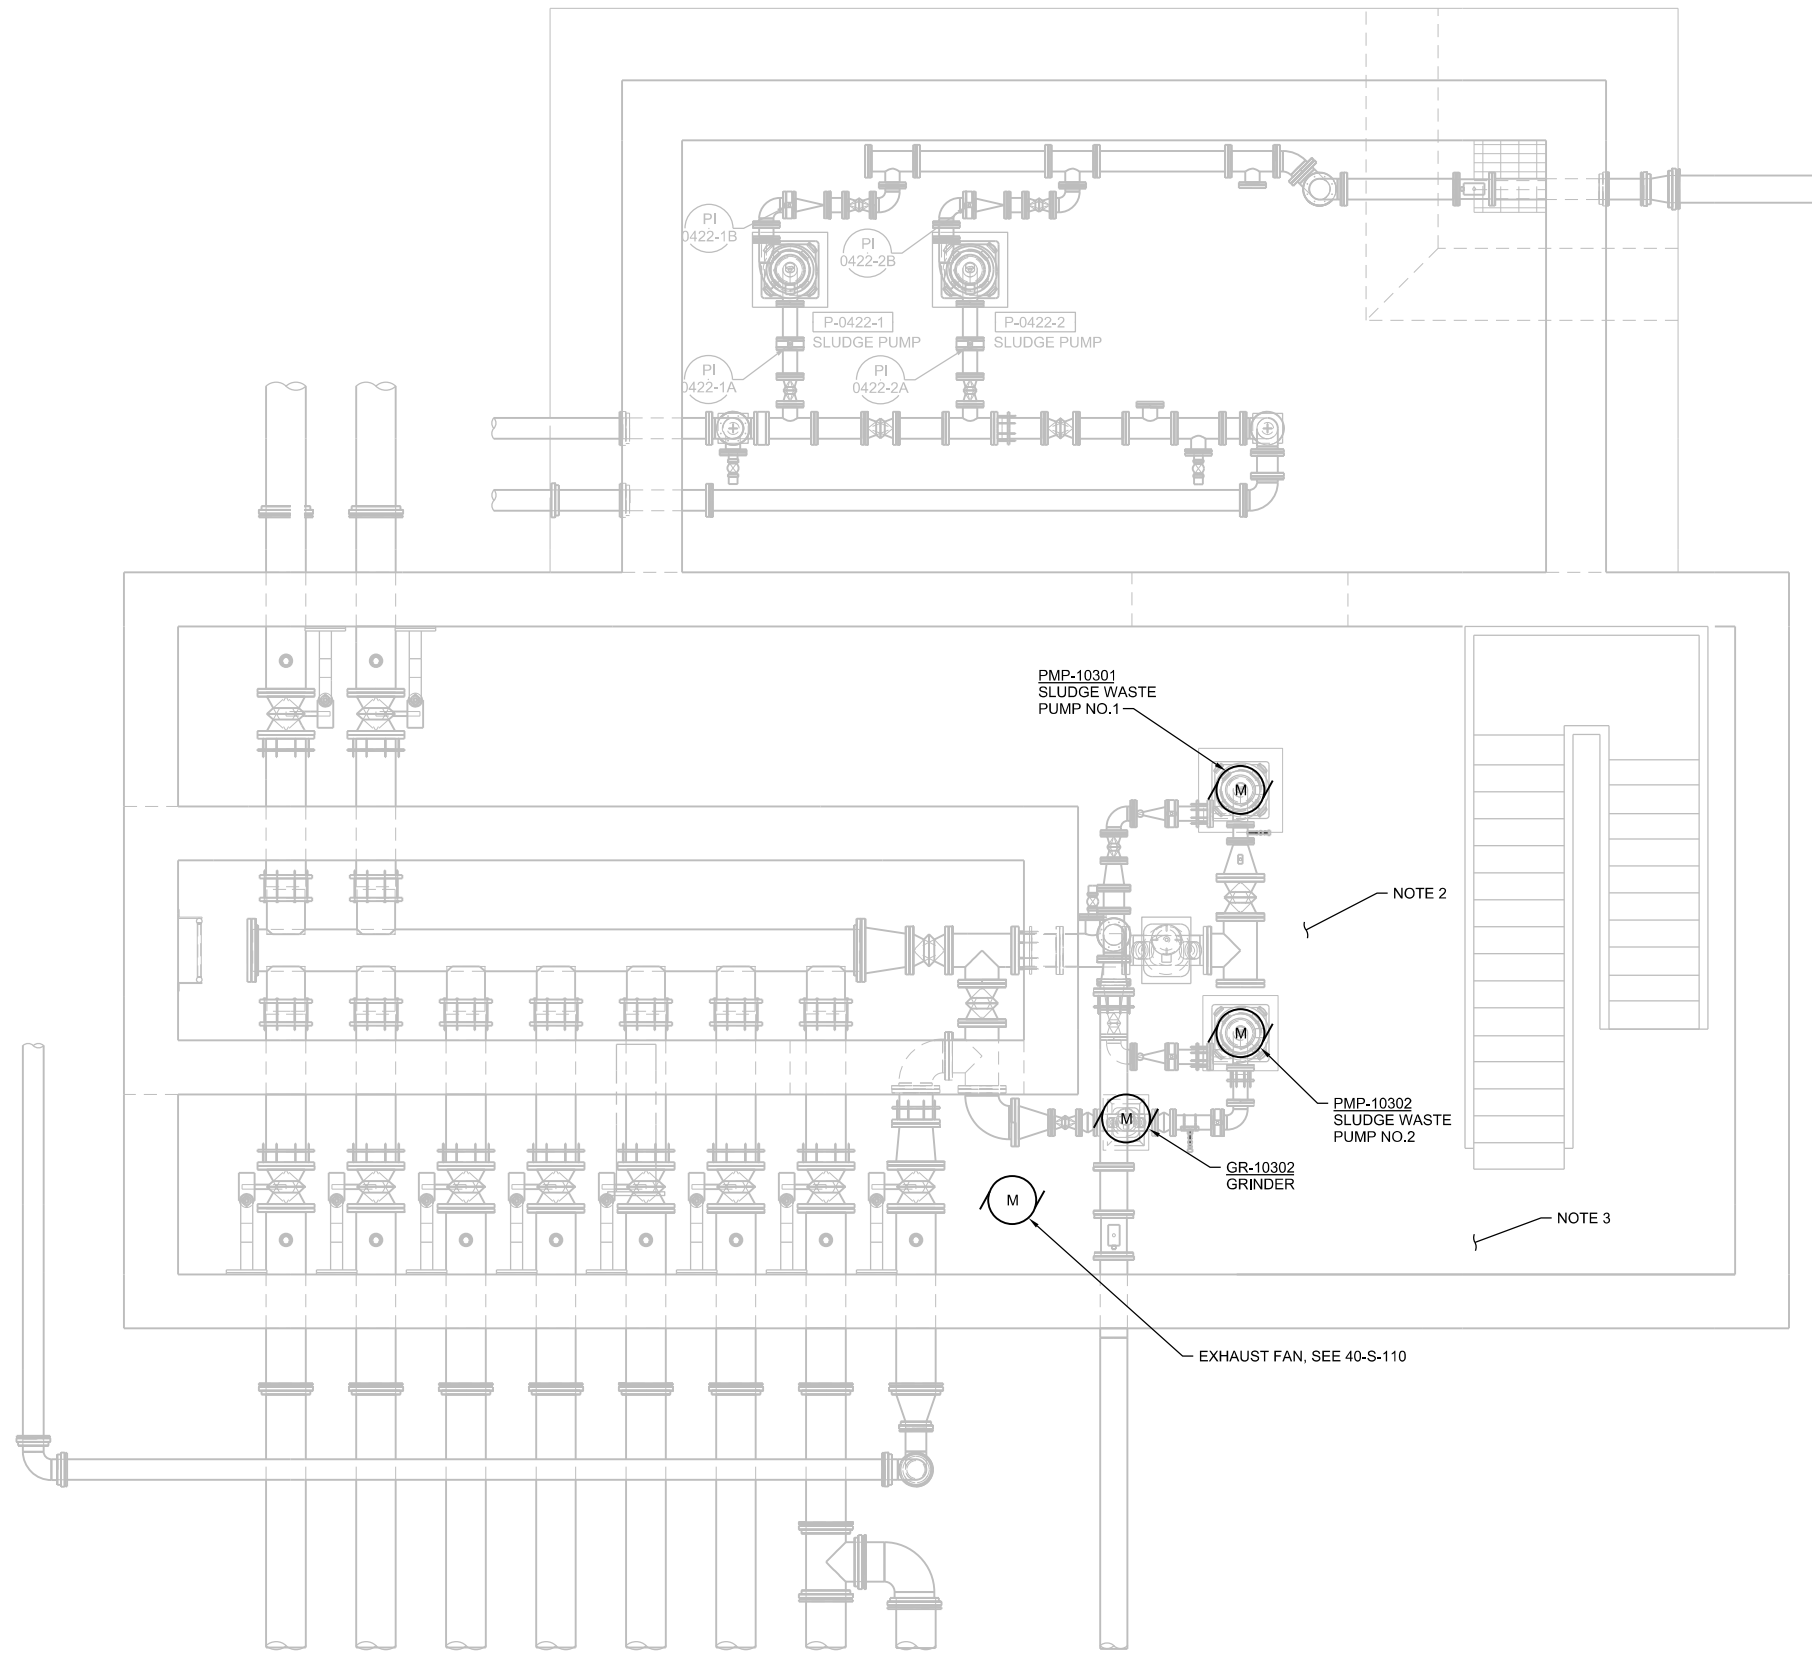 PI
0422-1B
PI
0422-2B
P-0422-1
SLUDGE PUMP
P-0422-2
SLUDGE PUMP
PI
0422-1A
PI
0422-2A
PMP-10301
SLUDGE WASTE
PUMP NO.1
M
NOTE 2
M
PMP-10302
SLUDGE WASTE
PUMP NO.2
M
GR-10302
GRINDER
M
NOTE 3
EXHAUST FAN, SEE 40-S-110